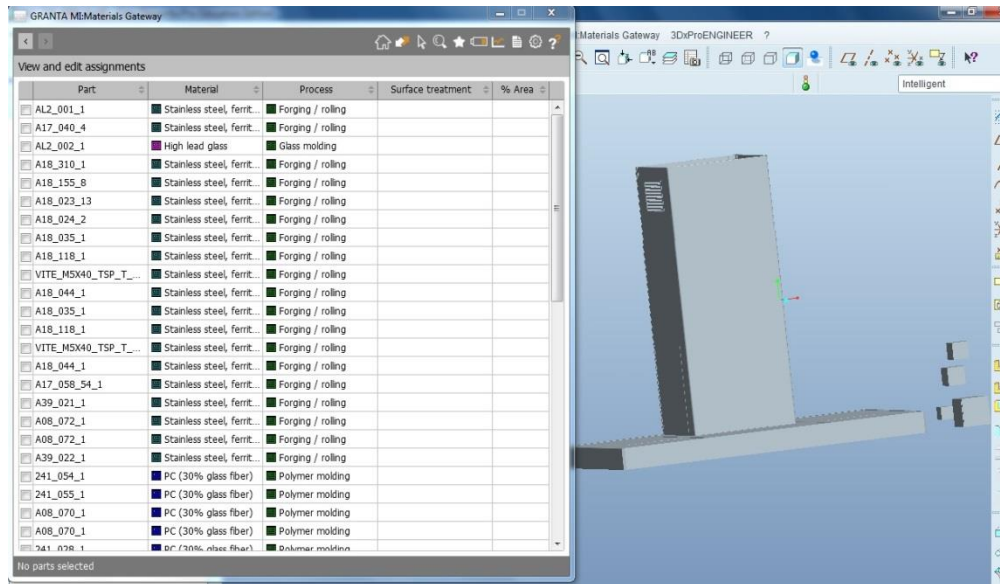 GRANTA MI:Materials Gateway
:Materials Gateway 3DxProENGINEER ?
View and edit assignments
Intelligent
Part Material Process Surface treatment % Area
AL2_001_1 Stainless steel, ferrit... Forging / rolling
A17_040_4 Stainless steel, ferrit... Forging / rolling
AL2_002_1 High lead glass Glass molding
A18_310_1 Stainless steel, ferrit... Forging / rolling
A18_155_8 Stainless steel, ferrit... Forging / rolling
A18_023_13 Stainless steel, ferrit... Forging / rolling
A18_024_2 Stainless steel, ferrit... Forging / rolling
A18_035_1 Stainless steel, ferrit... Forging / rolling
A18_118_1 Stainless steel, ferrit... Forging / rolling
VITE_M5X40_TSP_T_... Stainless steel, ferrit... Forging / rolling
A18_044_1 Stainless steel, ferrit... Forging / rolling
A18_035_1 Stainless steel, ferrit... Forging / rolling
A18_118_1 Stainless steel, ferrit... Forging / rolling
VITE_M5X40_TSP_T_... Stainless steel, ferrit... Forging / rolling
A18_044_1 Stainless steel, ferrit... Forging / rolling
A17_058_54_1 Stainless steel, ferrit... Forging / rolling
A39_021_1 Stainless steel, ferrit... Forging / rolling
A08_072_1 Stainless steel, ferrit... Forging / rolling
A08_072_1 Stainless steel, ferrit... Forging / rolling
A39_022_1 Stainless steel, ferrit... Forging / rolling
241_054_1 PC (30% glass fiber) Polymer molding
241_055_1 PC (30% glass fiber) Polymer molding
A08_070_1 PC (30% glass fiber) Polymer molding
A08_070_1 PC (30% glass fiber) Polymer molding
241_028_1 PC (30% glass fiber) Polymer molding
No parts selected